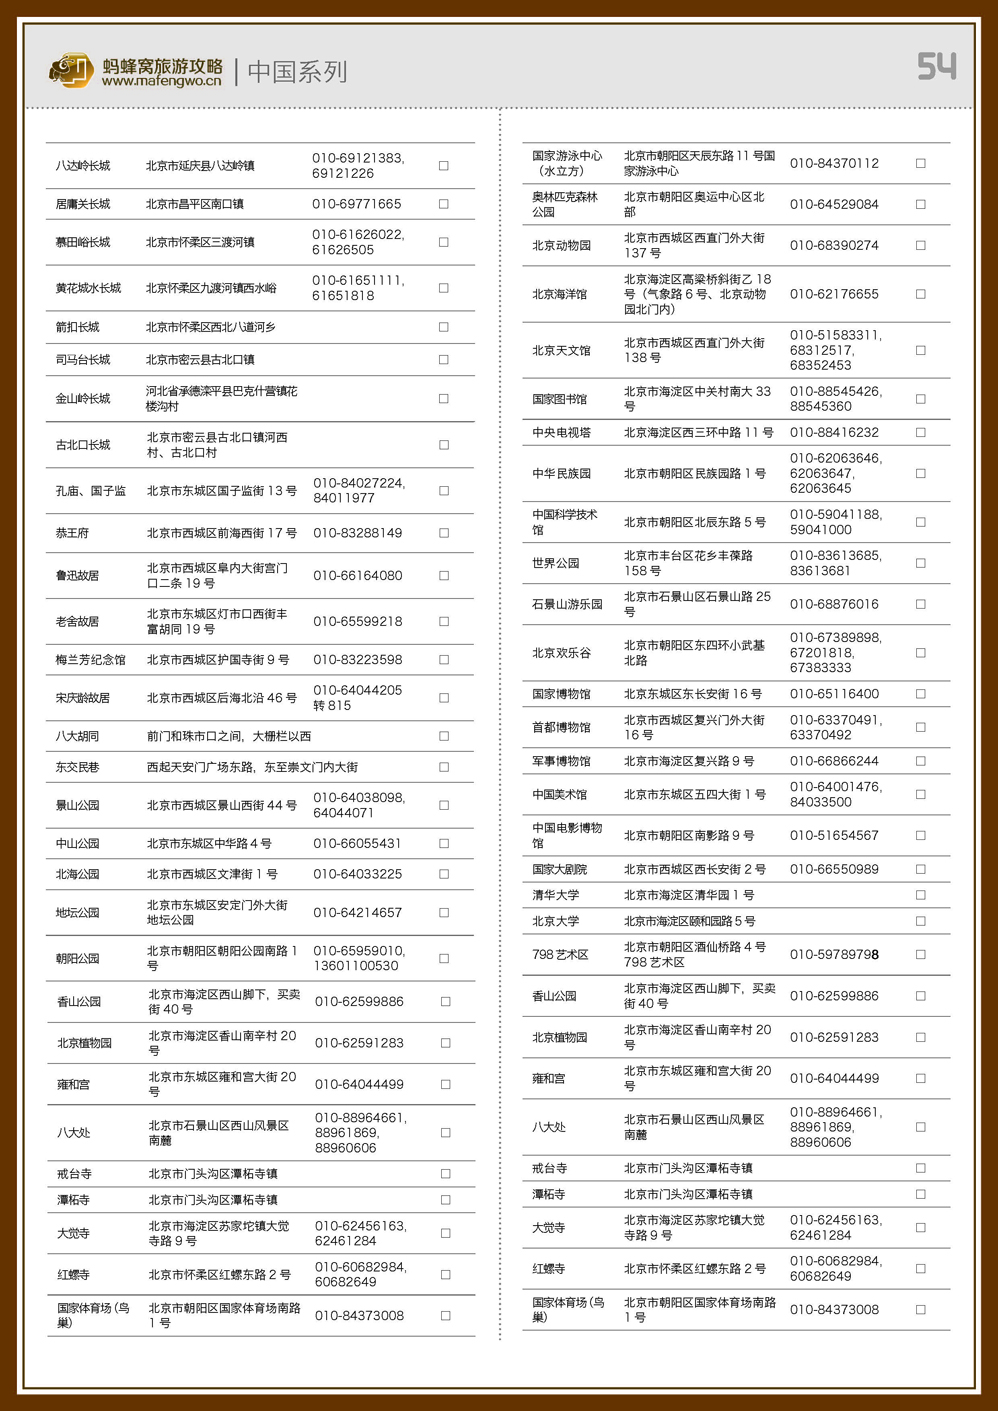 蚂蜂窝旅游攻略
www.mafengwo.cn
中国系列
54
八达岭长城 北京市延庆县八达岭镇 010-69121383, 69121226 □
居庸关长城 北京市昌平区南口镇 010-69771665 □
慕田峪长城 北京市怀柔区三渡河镇 010-61626022, 61626505 □
黄花城水长城 北京怀柔区九渡河镇西水峪 010-61651111, 61651818 □
箭扣长城 北京市怀柔区西北八道河乡 □
司马台长城 北京市密云县古北口镇 □
金山岭长城 河北省承德滦平县巴克什营镇花楼沟村 □
古北口长城 北京市密云县古北口镇河西村、古北口村 □
孔庙、国子监 北京市东城区国子监街 13 号 010-84027224, 84011977 □
恭王府 北京市西城区前海西街 17 号 010-83288149 □
鲁迅故居 北京市西城区阜内大街宫门口二条 19 号 010-66164080 □
老舍故居 北京市东城区灯市口西街丰富胡同 19 号 010-65599218 □
梅兰芳纪念馆 北京市西城区护国寺街 9 号 010-83223598 □
宋庆龄故居 北京市西城区后海北沿 46 号 010-64044205 转 815 □
八大胡同 前门和珠市口之间，大栅栏以西 □
东交民巷 西起天安门广场东路，东至崇文门内大街 □
景山公园 北京市西城区景山西街 44 号 010-64038098, 64044071 □
中山公园 北京市东城区中华路 4 号 010-66055431 □
北海公园 北京市西城区文津街 1 号 010-64033225 □
地坛公园 北京市东城区安定门外大街地坛公园 010-64214657 □
朝阳公园 北京市朝阳区朝阳公园南路 1 号 010-65959010, 13601100530 □
香山公园 北京市海淀区西山脚下，买卖街 40 号 010-62599886 □
北京植物园 北京市海淀区香山南辛村 20 号 010-62591283 □
雍和宫 北京市东城区雍和宫大街 20 号 010-64044499 □
八大处 北京市石景山区西山风景区南麓 010-88964661, 88961869, 88960606 □
戒台寺 北京市门头沟区潭柘寺镇 □
潭柘寺 北京市门头沟区潭柘寺镇 □
大觉寺 北京市海淀区苏家坨镇大觉寺路 9 号 010-62456163, 62461284 □
红螺寺 北京市怀柔区红螺东路 2 号 010-60682984, 60682649 □
国家体育场（鸟巢） 北京市朝阳区国家体育场南路 1 号 010-84373008 □
国家游泳中心（水立方） 北京市朝阳区天辰东路 11 号国家游泳中心 010-84370112 □
奥林匹克森林公园 北京市朝阳区奥运中心区北部 010-64529084 □
北京动物园 北京市西城区西直门外大街 137 号 010-68390274 □
北京海洋馆 北京海淀区高梁桥斜街乙 18 号（气象路 6 号、北京动物园北门内） 010-62176655 □
北京天文馆 北京市西城区西直门外大街 138 号 010-51583311, 68312517, 68352453 □
国家图书馆 北京市海淀区中关村南大 33 号 010-88545426, 88545360 □
中央电视塔 北京海淀区西三环中路 11 号 010-88416232 □
中华民族园 北京市朝阳区民族园路 1 号 010-62063646, 62063647, 62063645 □
中国科学技术馆 北京市朝阳区北辰东路 5 号 010-59041188, 59041000 □
世界公园 北京市丰台区花乡丰葆路 158 号 010-83613685, 83613681 □
石景山游乐园 北京市石景山区石景山路 25 号 010-68876016 □
北京欢乐谷 北京市朝阳区东四环小武基北路 010-67389898, 67201818, 67383333 □
国家博物馆 北京东城区东长安街 16 号 010-65116400 □
首都博物馆 北京市西城区复兴门外大街 16 号 010-63370491, 63370492 □
军事博物馆 北京市海淀区复兴路 9 号 010-66866244 □
中国美术馆 北京市东城区五四大街 1 号 010-64001476, 84033500 □
中国电影博物馆 北京市朝阳区南影路 9 号 010-51654567 □
国家大剧院 北京市西城区西长安街 2 号 010-66550989 □
清华大学 北京市海淀区清华园 1 号 □
北京大学 北京市海淀区颐和园路 5 号 □
798 艺术区 北京市朝阳区酒仙桥路 4 号 798 艺术区 010-59789798 □
香山公园 北京市海淀区西山脚下，买卖街 40 号 010-62599886 □
北京植物园 北京市海淀区香山南辛村 20 号 010-62591283 □
雍和宫 北京市东城区雍和宫大街 20 号 010-64044499 □
八大处 北京市石景山区西山风景区南麓 010-88964661, 88961869, 88960606 □
戒台寺 北京市门头沟区潭柘寺镇 □
潭柘寺 北京市门头沟区潭柘寺镇 □
大觉寺 北京市海淀区苏家坨镇大觉寺路 9 号 010-62456163, 62461284 □
红螺寺 北京市怀柔区红螺东路 2 号 010-60682984, 60682649 □
国家体育场（鸟巢） 北京市朝阳区国家体育场南路 1 号 010-84373008 □